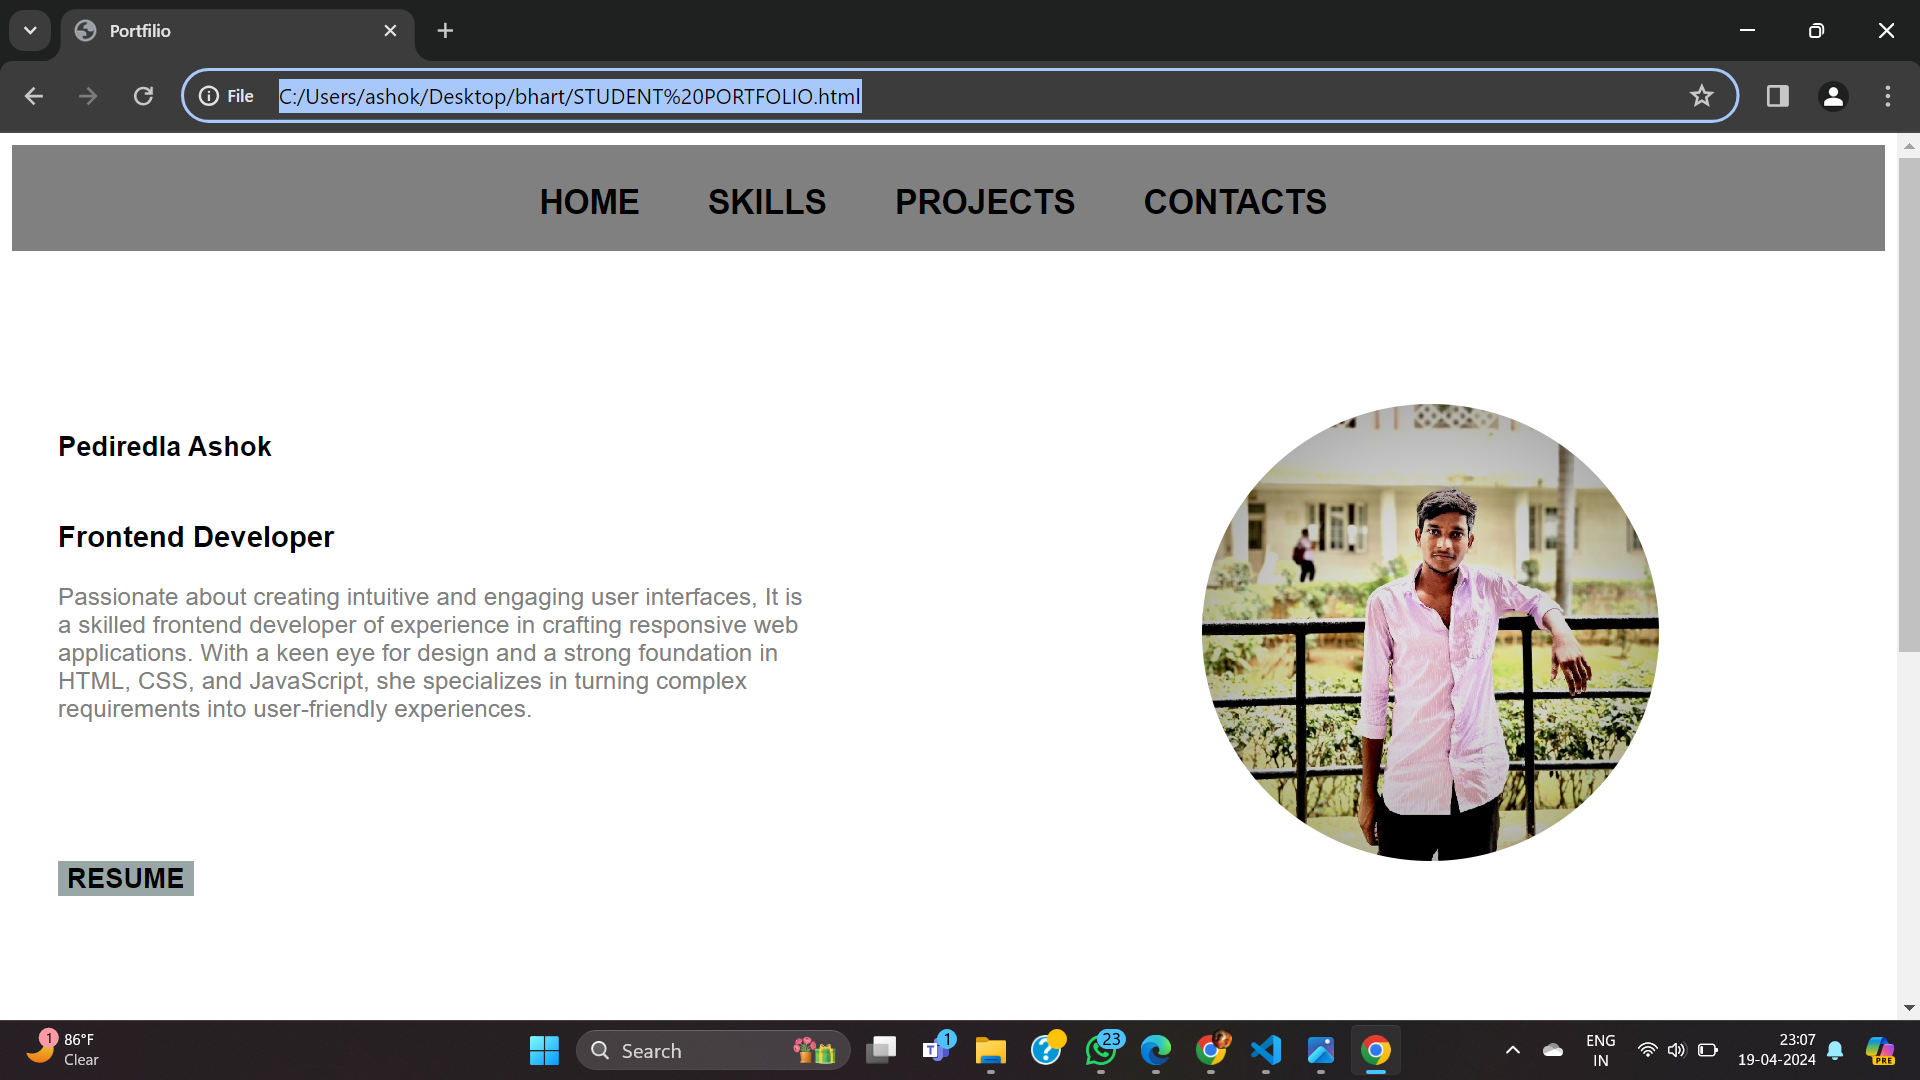 Portfilio
File C:/Users/ashok/Desktop/bhart/STUDENT%20PORTFOLIO.html
HOME SKILLS PROJECTS CONTACTS
Pediredla Ashok
Frontend Developer
Passionate about creating intuitive and engaging user interfaces, It is
a skilled frontend developer of experience in crafting responsive web
applications. With a keen eye for design and a strong foundation in
HTML, CSS, and JavaScript, she specializes in turning complex
requirements into user-friendly experiences.
RESUME
1 86°F
Clear
Search
T 1
23
ENG
IN
23:07
19-04-2024
PRE